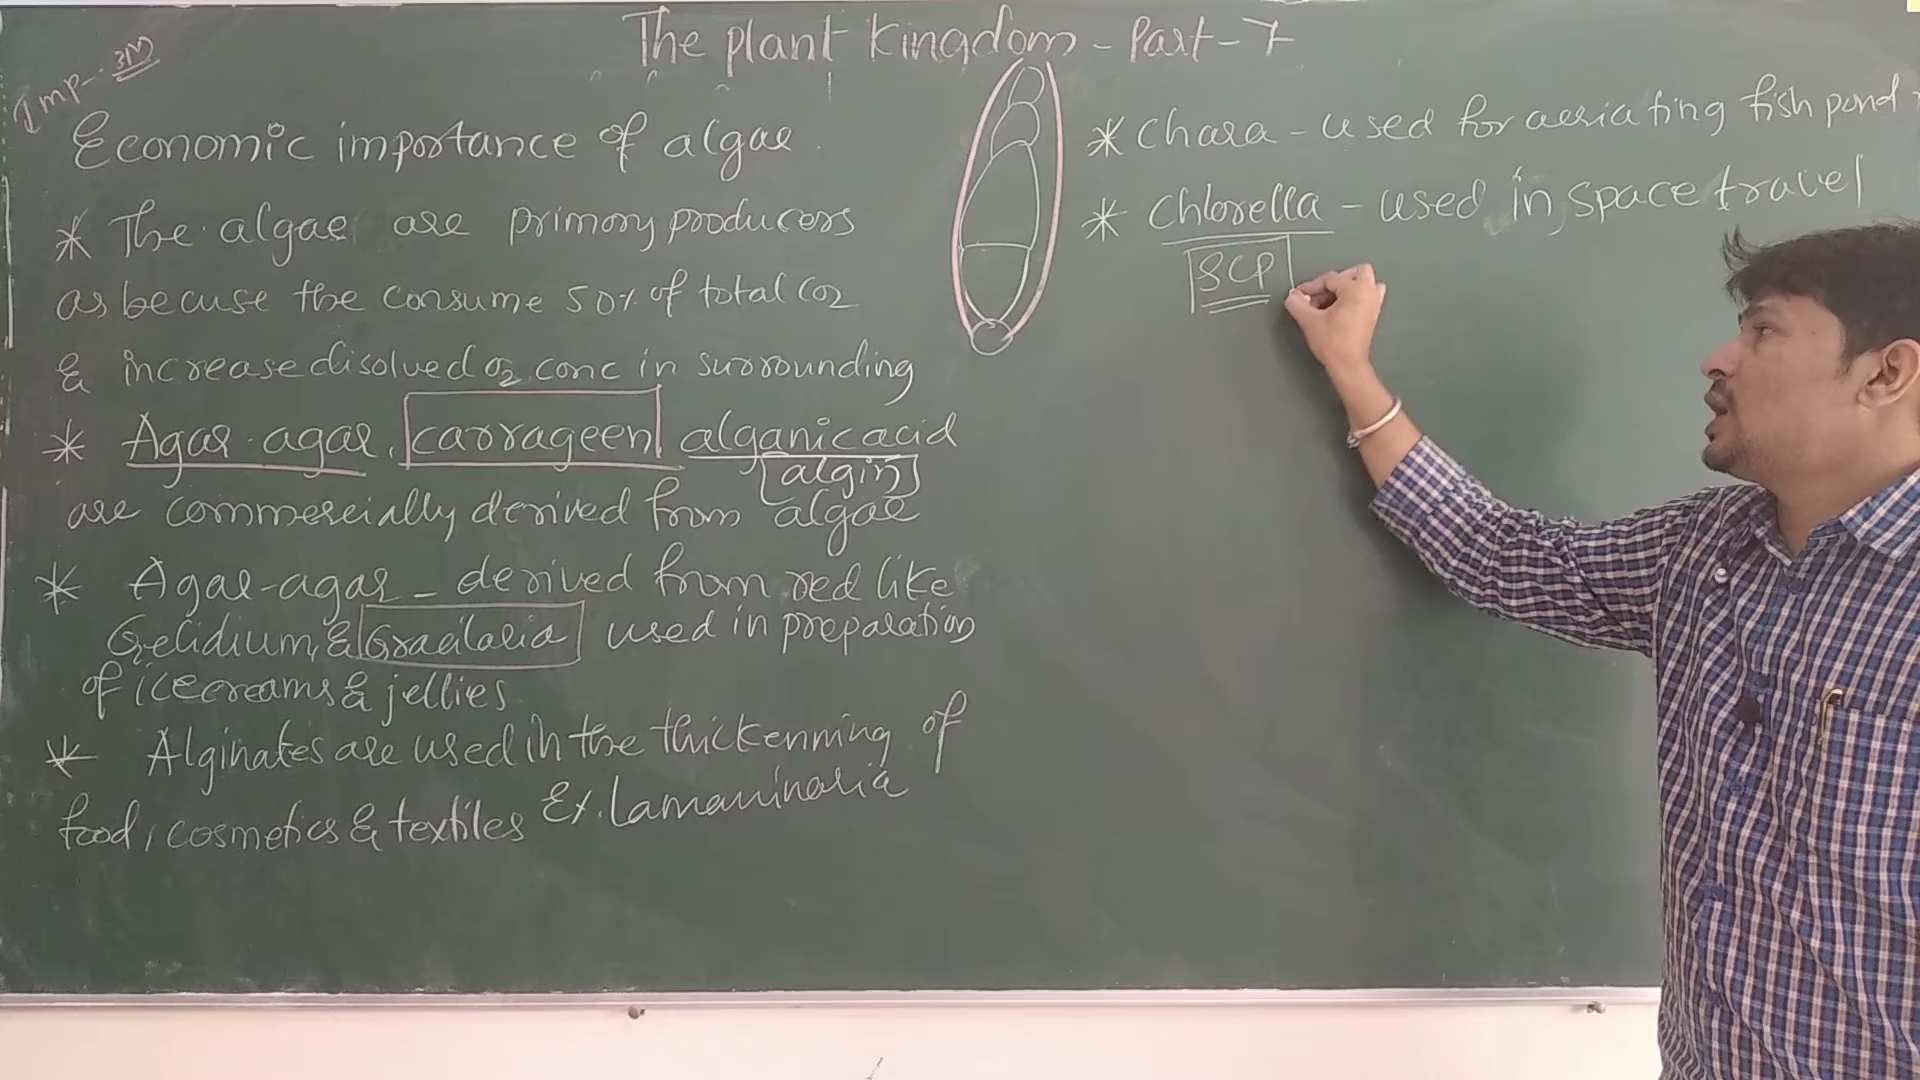 The plant kingdom - Part - 7
Imp- 3M
Economic importance of algae
* The algae are primary producers
as becuse the consume 50% of total CO2
& increase disolved O2 conc in surrounding
* Agar-agar, carrageen alganic acid
algin
are commercially derived from algae
* Agar-agar - derived from red like
Gelidium, & Gracilaria used in preparation
of icecreams & jellies
* Alginates are used in the thickenning of
food, cosmetics & textiles Ex. Lamaninaria
* Chara - used for aeriating fish pond
* Chlorella - used in space travel
SCP